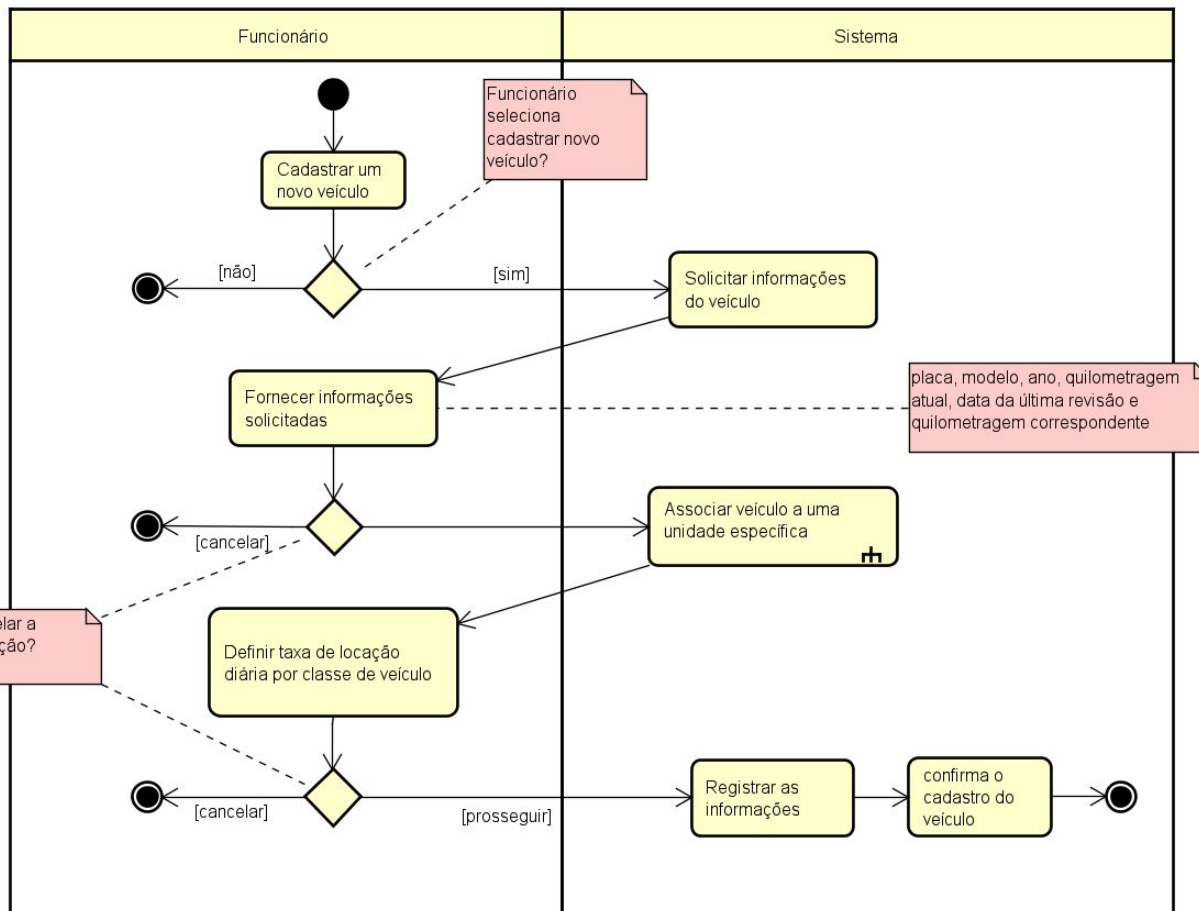 Funcionário
Sistema
Funcionário
seleciona
cadastrar novo
veículo?
Cadastrar um
novo veículo
[não]
[sim]
Solicitar informações
do veículo
Fornecer informações
solicitadas
placa, modelo, ano, quilometragem
atual, data da última revisão e
quilometragem correspondente
[cancelar]
Associar veículo a uma
unidade específica
elar a
ção?
Definir taxa de locação
diária por classe de veículo
[cancelar]
[prosseguir]
Registrar as
informações
confirma o
cadastro do
veículo